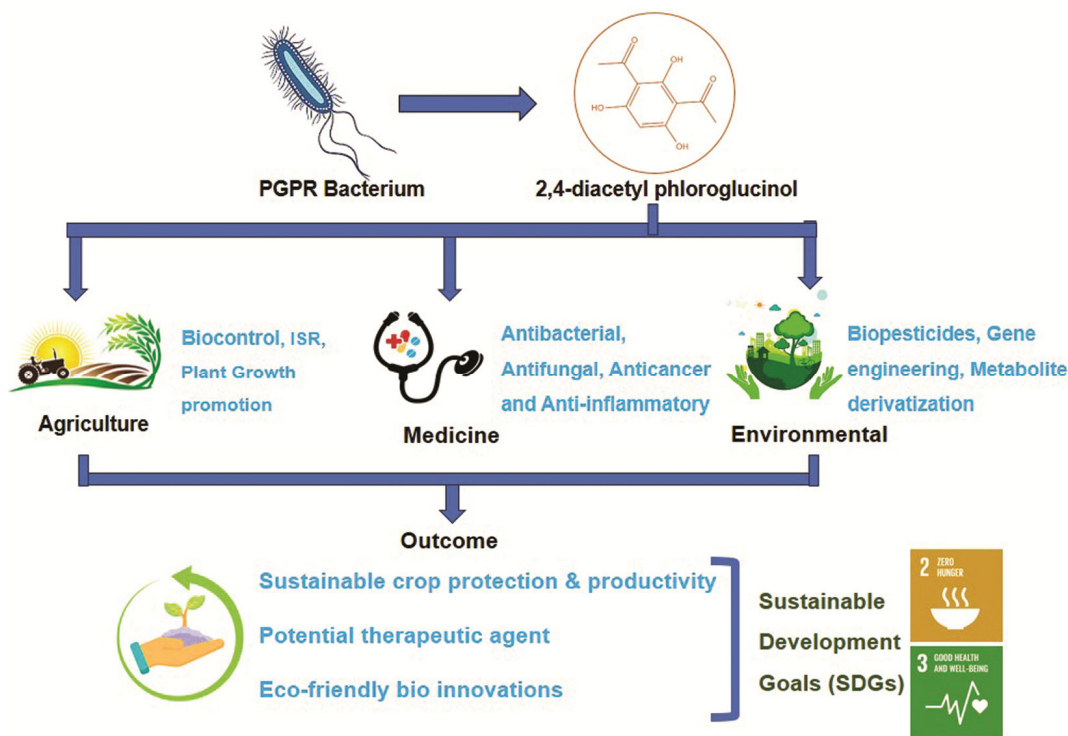 O
OH
O
HO
OH
PGPR Bacterium
2,4-diacetyl phloroglucinol
Biocontrol, ISR,
Plant Growth
promotion
Agriculture
Antibacterial,
Antifungal, Anticancer
and Anti-inflammatory
Medicine
Biopesticides, Gene
engineering, Metabolite
derivatization
Environmental
Outcome
Sustainable crop protection & productivity
Potential therapeutic agent
Eco-friendly bio innovations
Sustainable
Development
Goals (SDGs)
2 ZERO
HUNGER
3 GOOD HEALTH
AND WELL-BEING